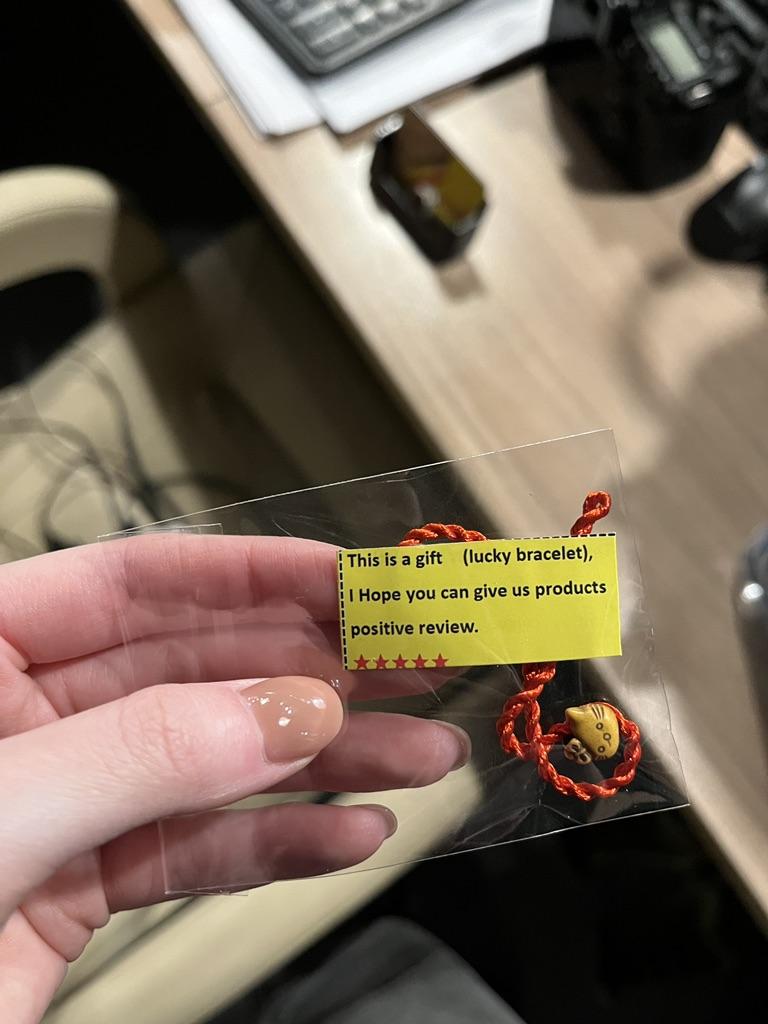 This is a gift (lucky bracelet),
I Hope you can give us products
positive review.
★★★★★